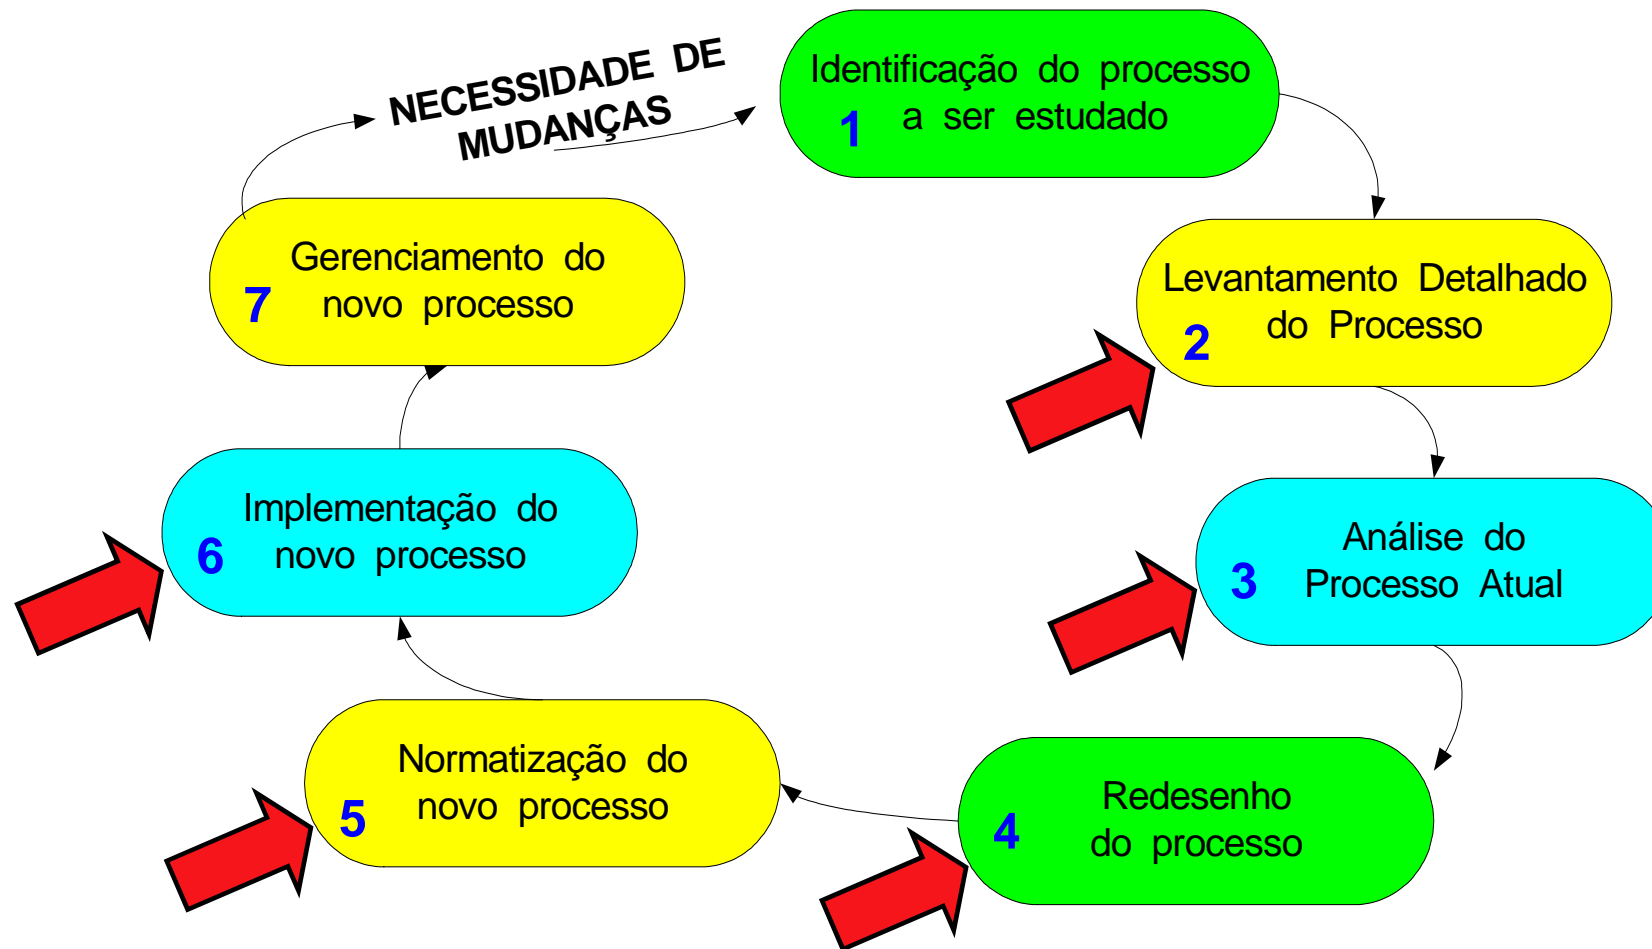 NECESSIDADE DE
MUDANÇAS
Identificação do processo
a ser estudado
1
Levantamento Detalhado
do Processo
2
Análise do
Processo Atual
3
Redesenho
do processo
4
Normatização do
novo processo
5
Implementação do
novo processo
6
Gerenciamento do
novo processo
7